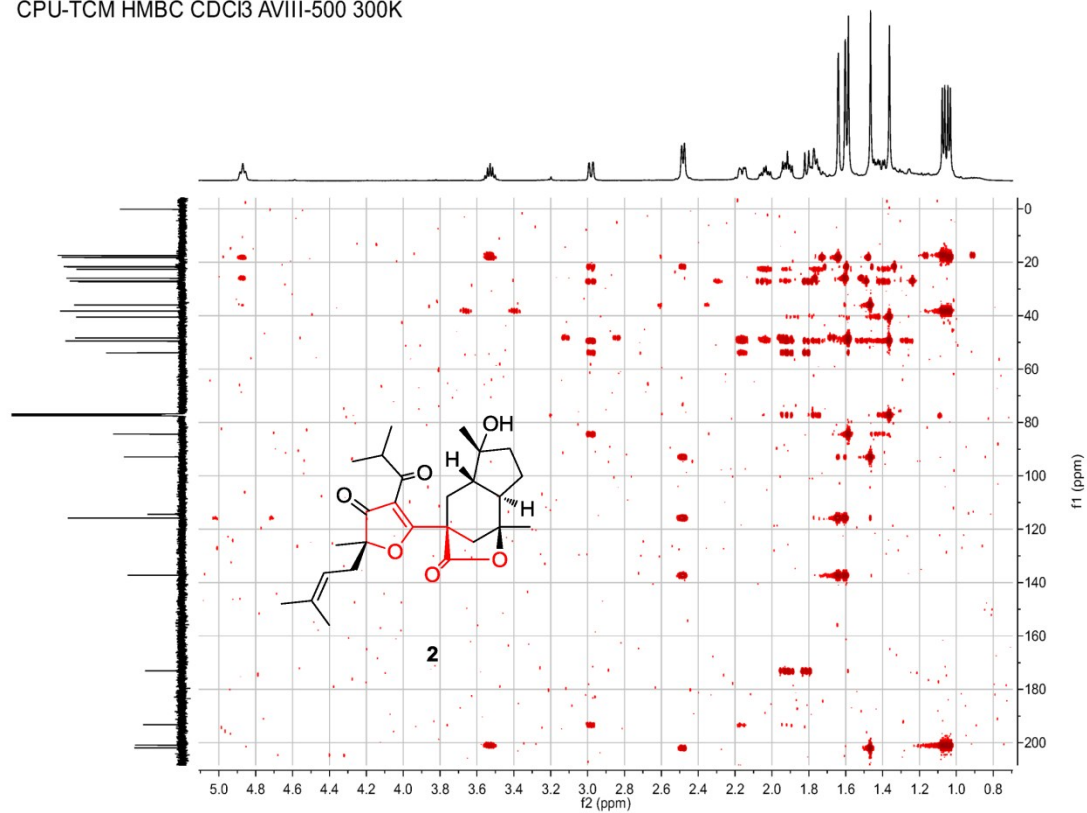 CPU-TCM HMBC CDCl3 AVIII-500 300K
0
20
40
60
80
100
120
140
160
180
200
f1 (ppm)
OH
H
O
O
H
O
O
O
2
5.0 4.8 4.6 4.4 4.2 4.0 3.8 3.6 3.4 3.2 3.0 2.8 2.6 2.4 2.2 2.0 1.8 1.6 1.4 1.2 1.0 0.8
f2 (ppm)